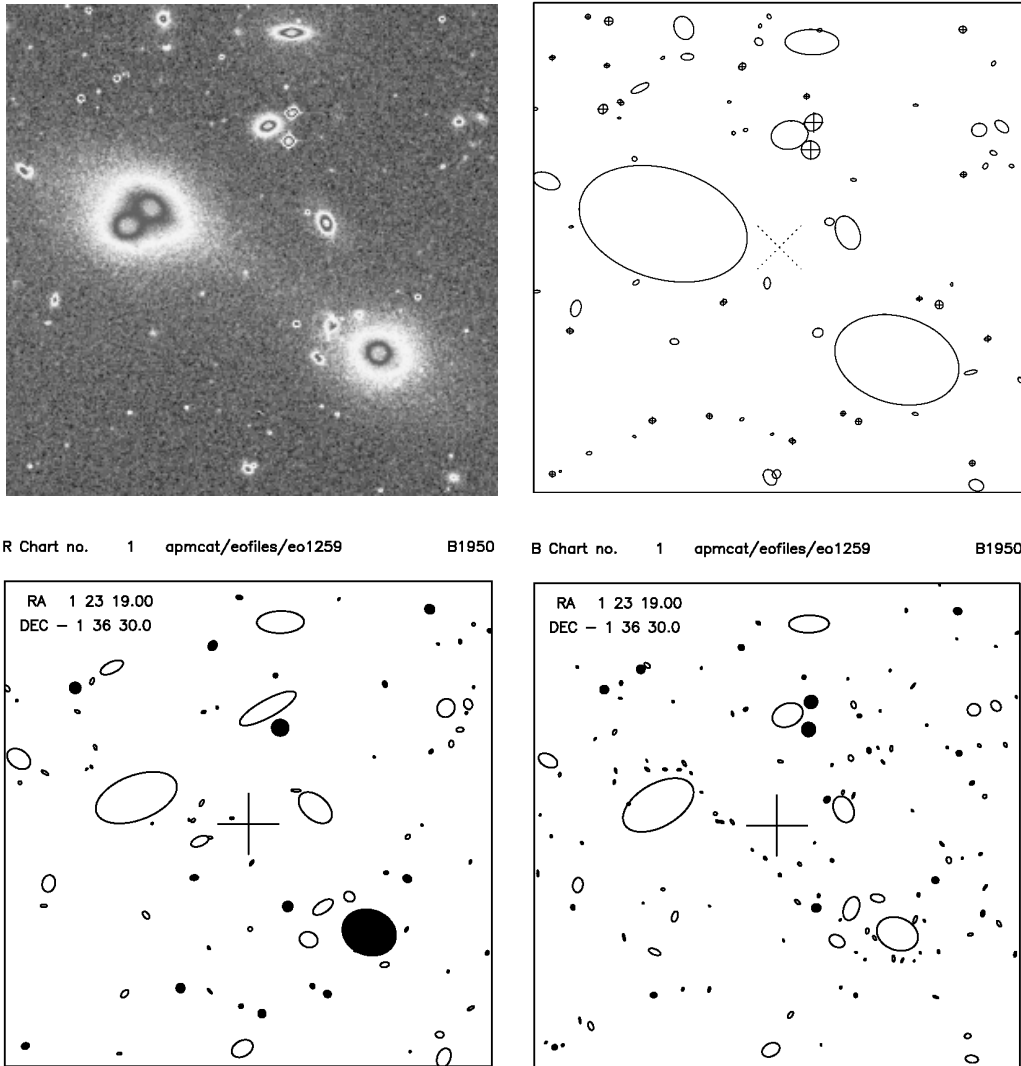 R Chart no. 1 apmcat/eofiles/eo1259 B1950
B Chart no. 1 apmcat/eofiles/eo1259 B1950
RA 1 23 19.00
DEC - 1 36 30.0
RA 1 23 19.00
DEC - 1 36 30.0